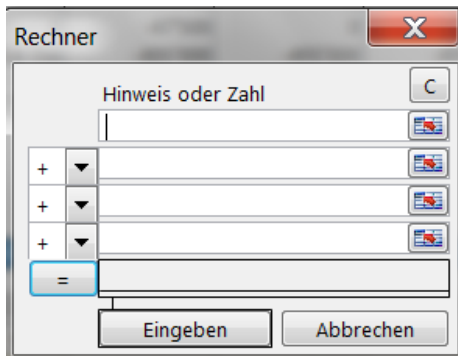 Rechner X
C
Hinweis oder Zahl
+
+
+
=
Eingeben Abbrechen